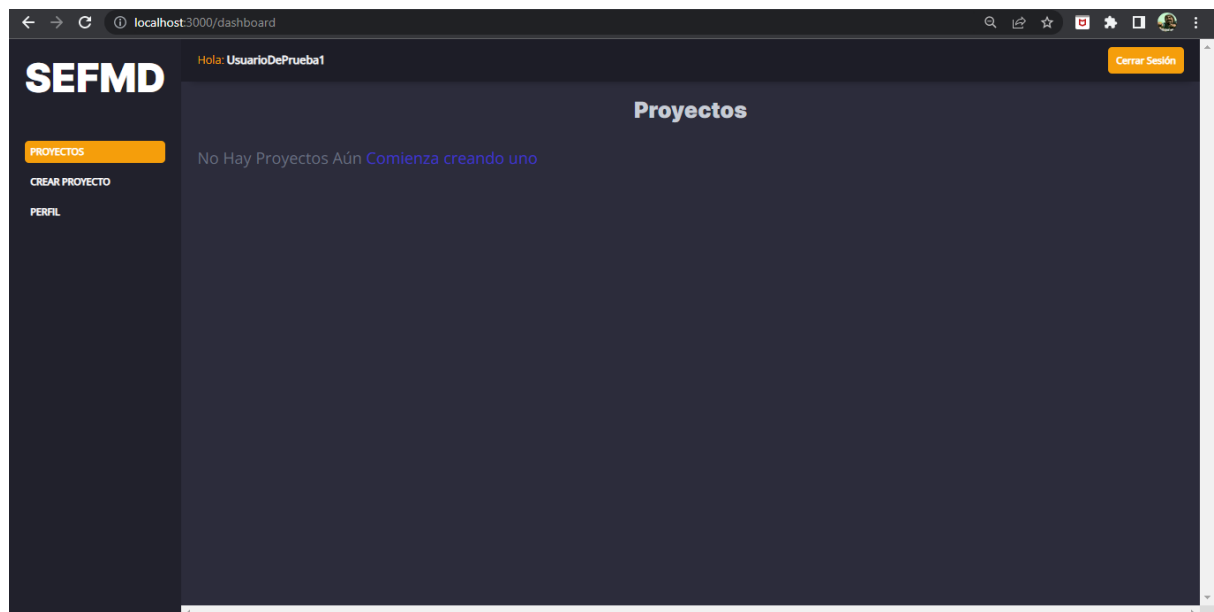 localhost:3000/dashboard
SEFMD
Hola: UsuarioDePrueba1
Cerrar Sesión
Proyectos
PROYECTOS
No Hay Proyectos Aún Comienza creando uno
CREAR PROYECTO
PERFIL